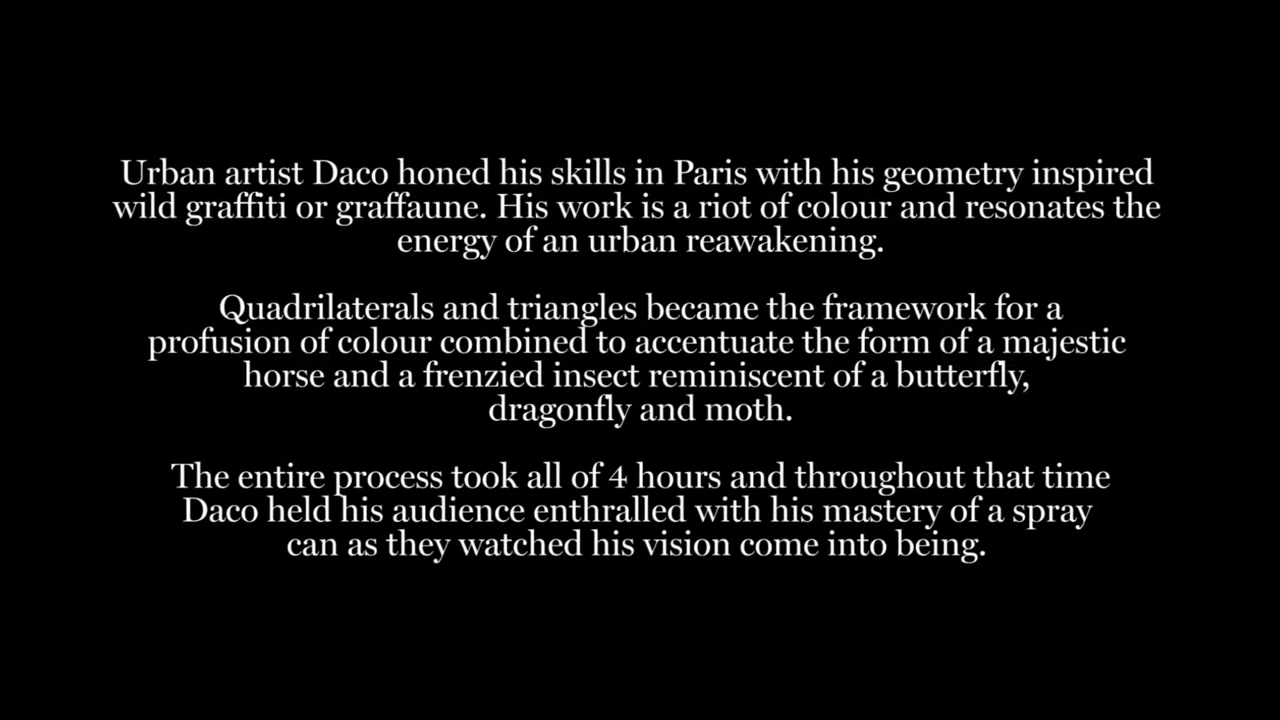 Urban artist Daco honed his skills in Paris with his geometry inspired
wild graffiti or graffaune. His work is a riot of colour and resonates the
energy of an urban reawakening.
Quadrilaterals and triangles became the framework for a
profusion of colour combined to accentuate the form of a majestic
horse and a frenzied insect reminiscent of a butterfly,
dragonfly and moth.
The entire process took all of 4 hours and throughout that time
Daco held his audience enthralled with his mastery of a spray
can as they watched his vision come into being.